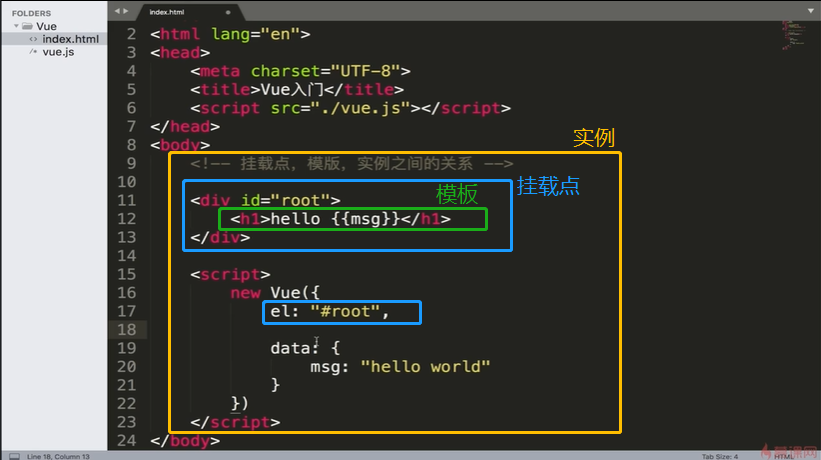 FOLDERS
Vue
index.html
vue.js
index.html
2 <html lang="en">
3 <head>
4 <meta charset="UTF-8">
5 <title>Vue入门</title>
6 <script src="./vue.js"></script>
7 </head>
8 <body>
实例
9 <!-- 挂载点，模版，实例之间的关系 -->
10
模板 挂载点
11 <div id="root">
12 <h1>hello {{msg}}</h1>
13 </div>
14
15 <script>
16 new Vue({
17 el: "#root",
18
19 data: {
20 msg: "hello world"
21 }
22 })
23 </script>
24 </body>
Line 18, Column 13
Tab Size: 4
HTML
慕课网